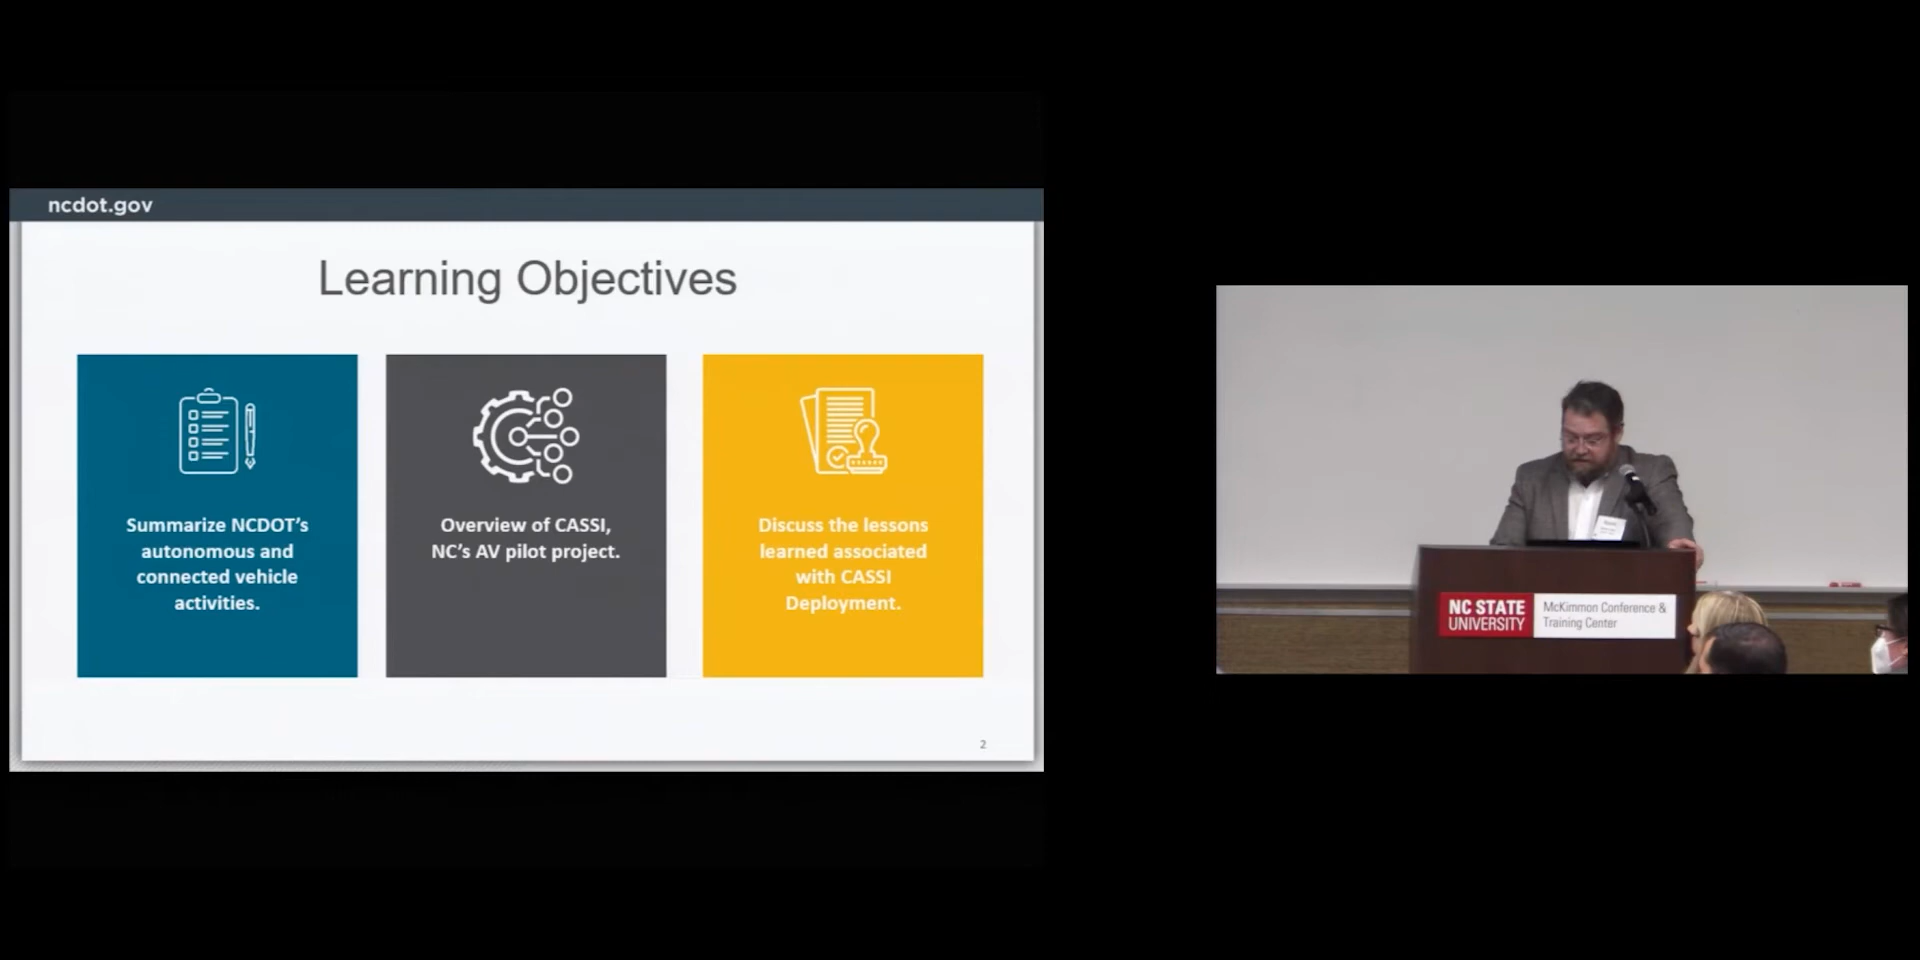 ncdot.gov
Learning Objectives
Summarize NCDOT's
autonomous and
connected vehicle
activities.
Overview of CASSI,
NC's AV pilot project.
Discuss the lessons
learned associated
with CASSI
Deployment.
2
NC STATE
UNIVERSITY
McKimmon Conference &
Training Center